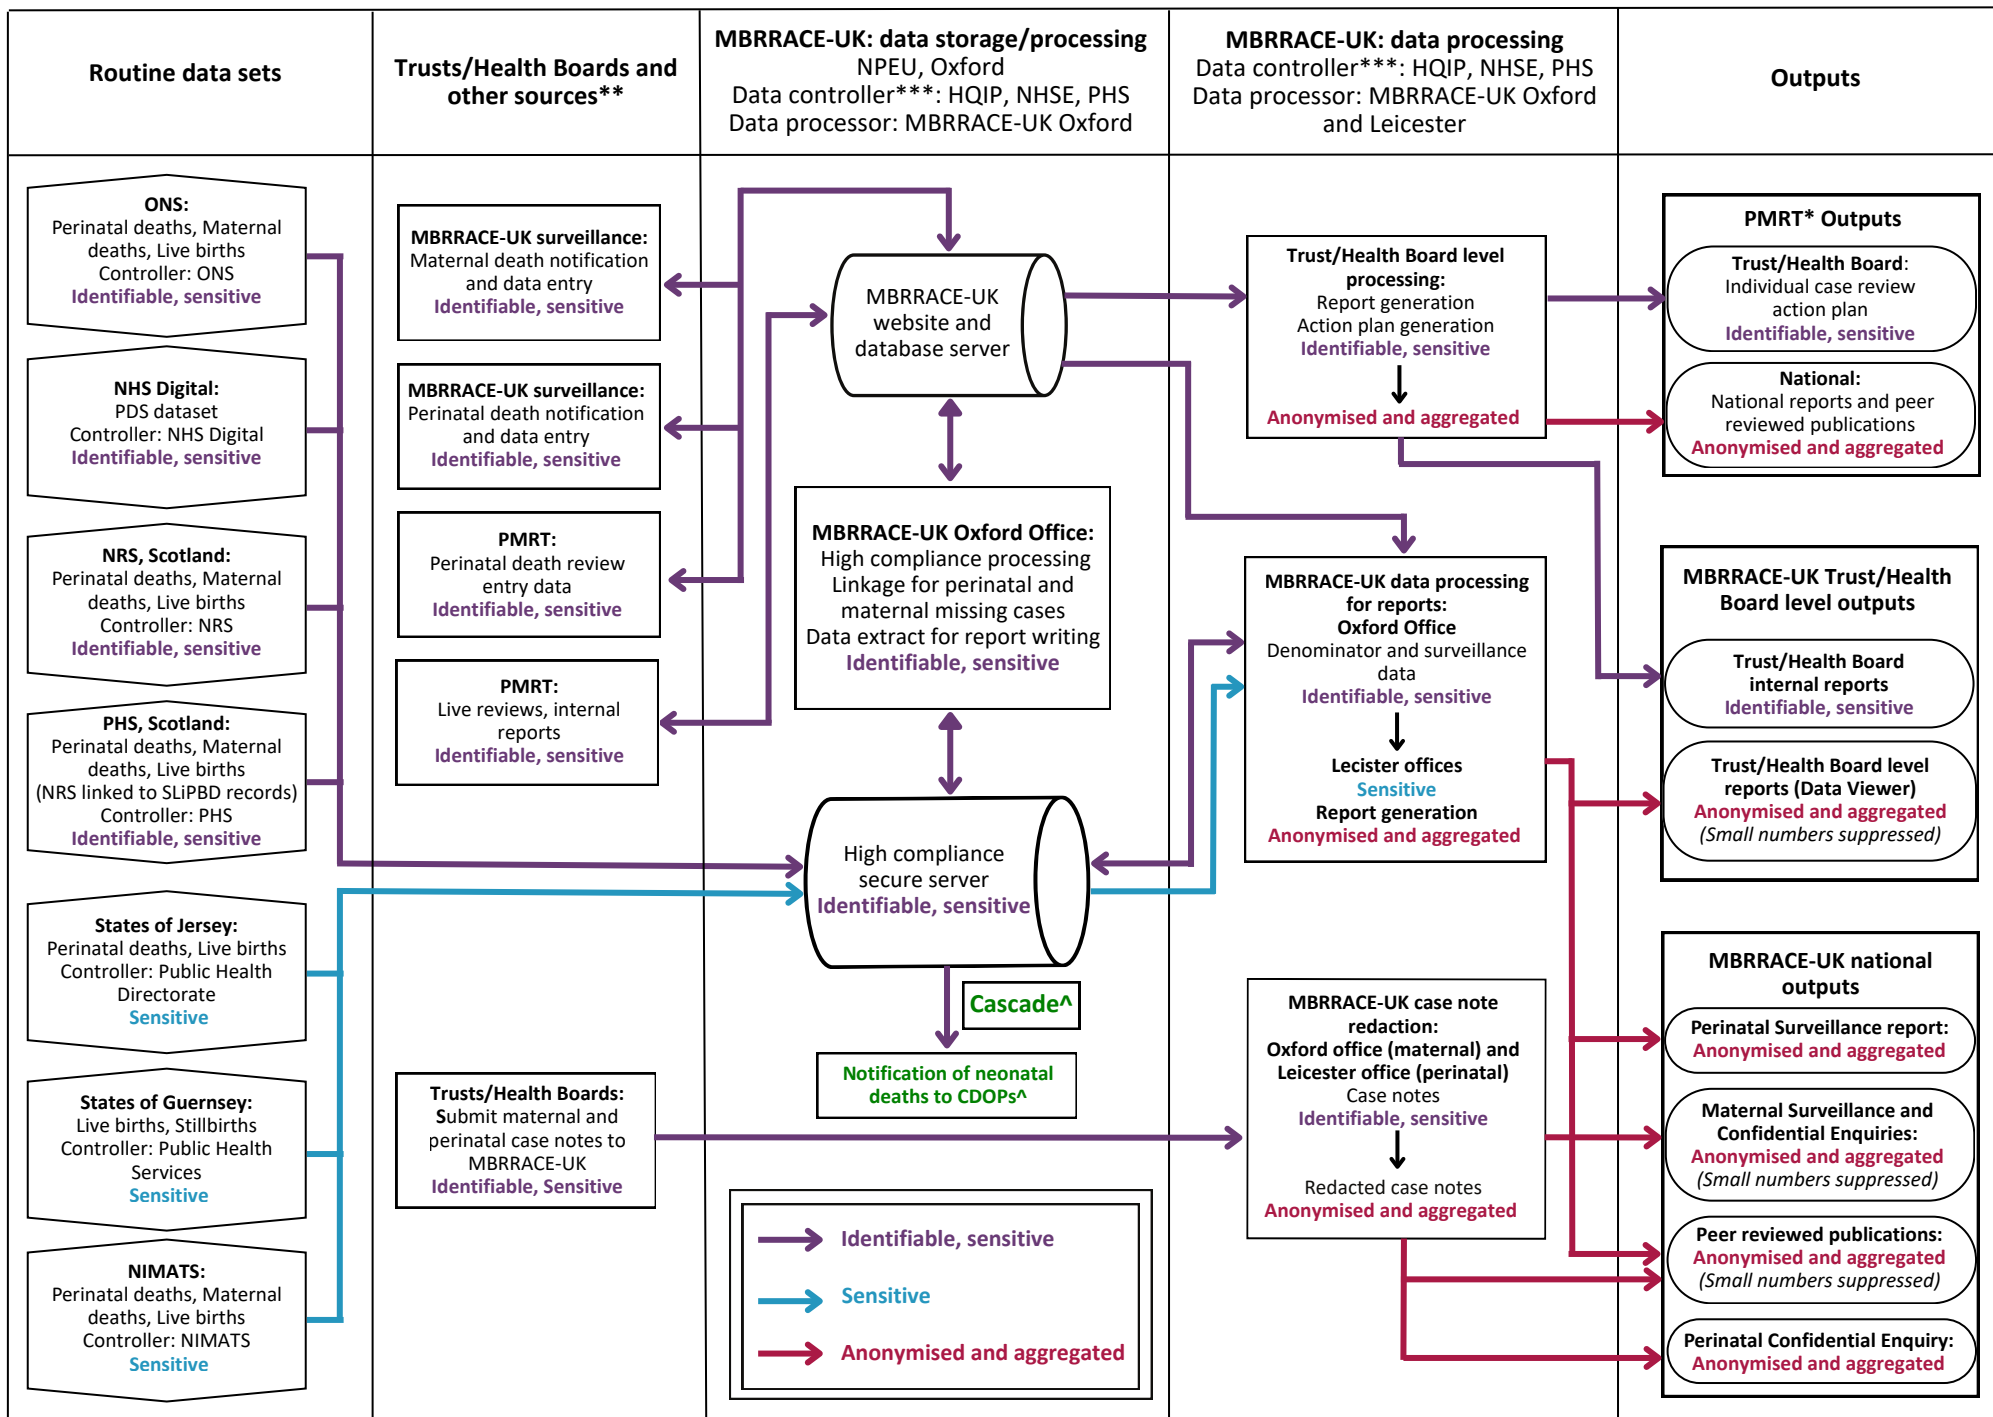 Routine data sets
Trusts/Health Boards and
other sources**
MBRRACE-UK: data storage/processing
NPEU, Oxford
Data controller***: HQIP, NHSE, PHS
Data processor: MBRRACE-UK Oxford
MBRRACE-UK: data processing
Data controller***: HQIP, NHSE, PHS
Data processor: MBRRACE-UK Oxford
and Leicester
Outputs
ONS:
Perinatal deaths, Maternal
deaths, Live births
Controller: ONS
Identifiable, sensitive
NHS Digital:
PDS dataset
Controller: NHS Digital
Identifiable, sensitive
NRS, Scotland:
Perinatal deaths, Maternal
deaths, Live births
Controller: NRS
Identifiable, sensitive
PHS, Scotland:
Perinatal deaths, Maternal
deaths, Live births
(NRS linked to SLiPBD records)
Controller: PHS
Identifiable, sensitive
States of Jersey:
Perinatal deaths, Live births
Controller: Public Health
Directorate
Sensitive
States of Guernsey:
Live births, Stillbirths
Controller: Public Health
Services
Sensitive
NIMATS:
Perinatal deaths, Maternal
deaths, Live births
Controller: NIMATS
Sensitive
MBRRACE-UK surveillance:
Maternal death notification
and data entry
Identifiable, sensitive
MBRRACE-UK surveillance:
Perinatal death notification
and data entry
Identifiable, sensitive
PMRT:
Perinatal death review
entry data
Identifiable, sensitive
PMRT:
Live reviews, internal
reports
Identifiable, sensitive
Trusts/Health Boards:
Submit maternal and
perinatal case notes to
MBRRACE-UK
Identifiable, Sensitive
MBRRACE-UK
website and
database server
MBRRACE-UK Oxford Office:
High compliance processing
Linkage for perinatal and
maternal missing cases
Data extract for report writing
Identifiable, sensitive
High compliance
secure server
Identifiable, sensitive
Cascade^
Notification of neonatal
deaths to CDOPs^
Identifiable, sensitive
Sensitive
Anonymised and aggregated
Trust/Health Board level
processing:
Report generation
Action plan generation
Identifiable, sensitive
Anonymised and aggregated
MBRRACE-UK data processing
for reports:
Oxford Office
Denominator and surveillance
data
Identifiable, sensitive
Lecister offices
Sensitive
Report generation
Anonymised and aggregated
MBRRACE-UK case note
redaction:
Oxford office (maternal) and
Leicester office (perinatal)
Case notes
Identifiable, sensitive
Redacted case notes
Anonymised and aggregated
PMRT* Outputs
Trust/Health Board:
Individual case review
action plan
Identifiable, sensitive
National:
National reports and peer
reviewed publications
Anonymised and aggregated
MBRRACE-UK Trust/Health
Board level outputs
Trust/Health Board
internal reports
Identifiable, sensitive
Trust/Health Board level
reports (Data Viewer)
Anonymised and aggregated
(Small numbers suppressed)
MBRRACE-UK national
outputs
Perinatal Surveillance report:
Anonymised and aggregated
Maternal Surveillance and
Confidential Enquiries:
Anonymised and aggregated
(Small numbers suppressed)
Peer reviewed publications:
Anonymised and aggregated
(Small numbers suppressed)
Perinatal Confidential Enquiry:
Anonymised and aggregated